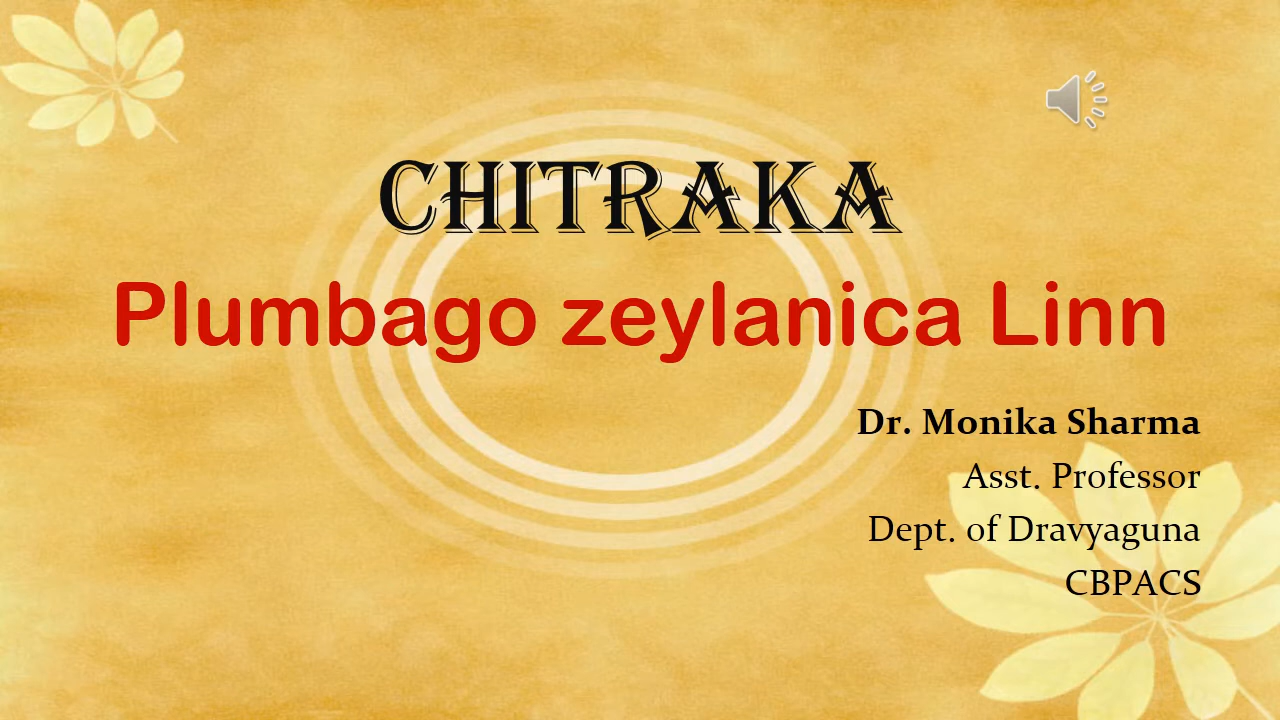 CHITRAKA
Plumbago zeylanica Linn
Dr. Monika Sharma
Asst. Professor
Dept. of Dravyaguna
CBPACS